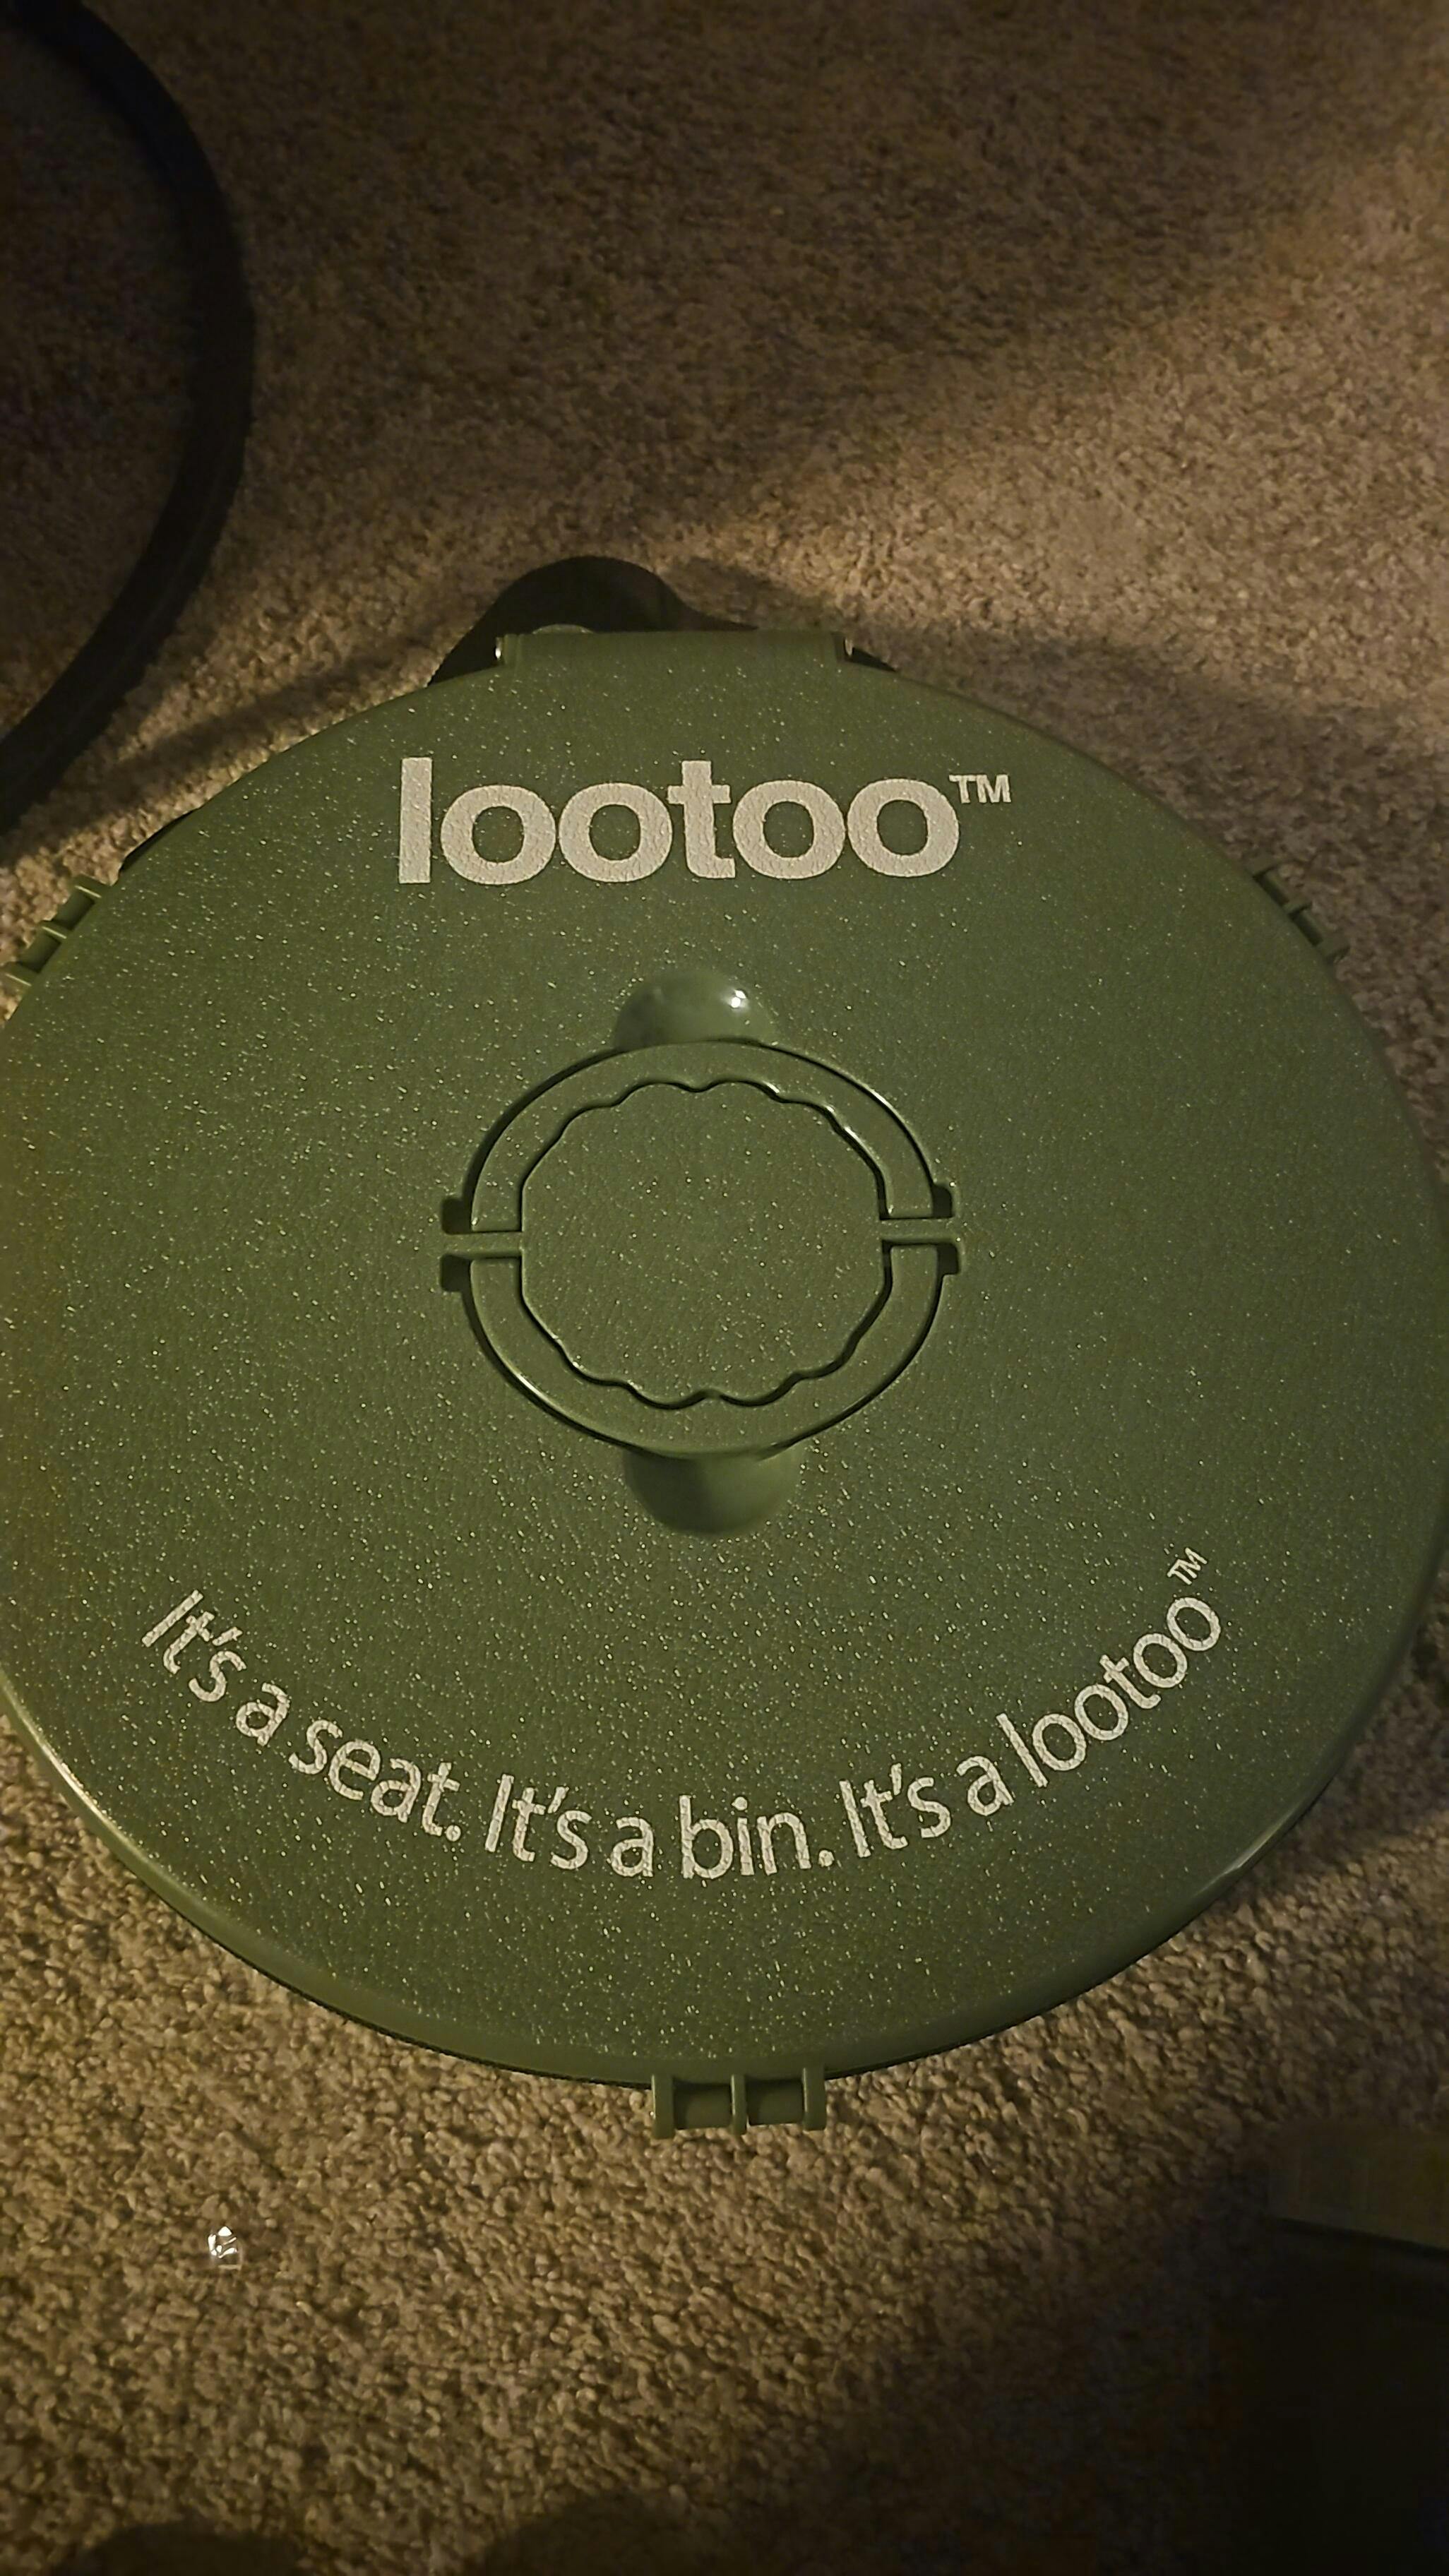 lootoo™
It's a seat. It's a bin. It's a lootoo™